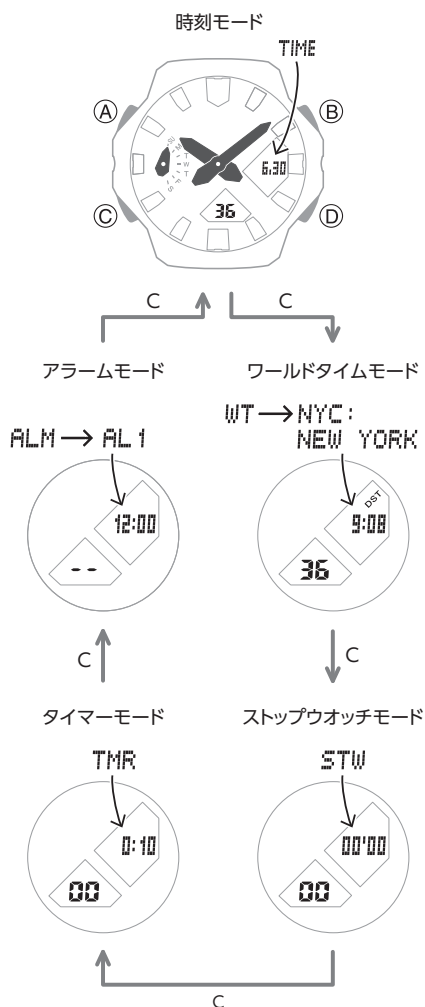 時刻モード
TIME
A
B
S
M
T
W
T
F
S
6.30
36
C
D
C
C
アラームモード
ワールドタイムモード
ALM → AL1
WT → NYC:
NEW YORK
12:00
--
DST
9:08
36
C
C
タイマーモード
ストップウオッチモード
TMR
STW
0:10
00
00'00
00
C